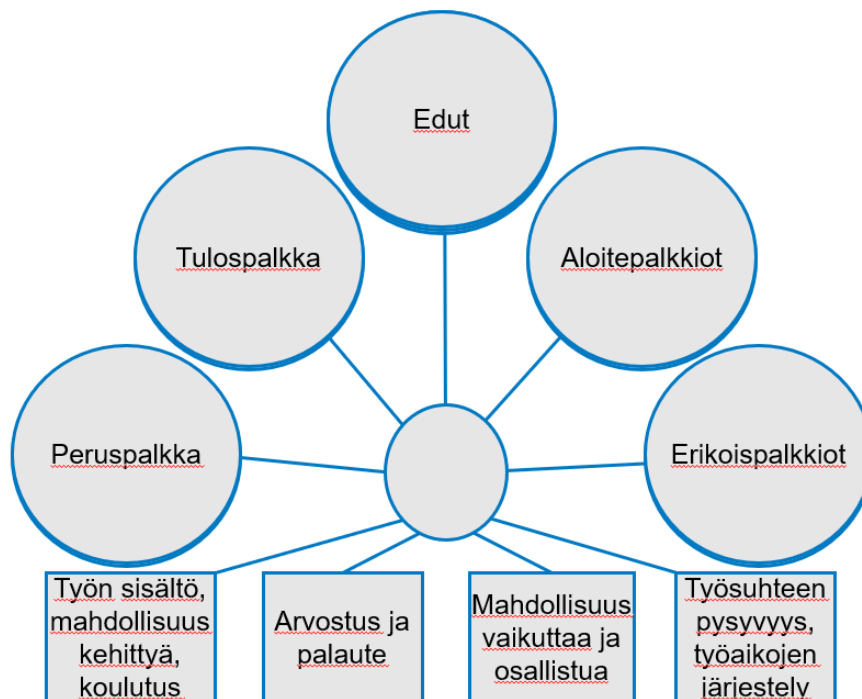 Edut
Tulospalkka
Aloitepalkkiot
Peruspalkka
Erikoispalkkiot
Työn sisältö,
mahdollisuus
kehittyä,
koulutus
Arvostus ja
palaute
Mahdollisuus
vaikuttaa ja
osallistua
Työsuhteen
pysyvyys,
työaikojen
järjestely